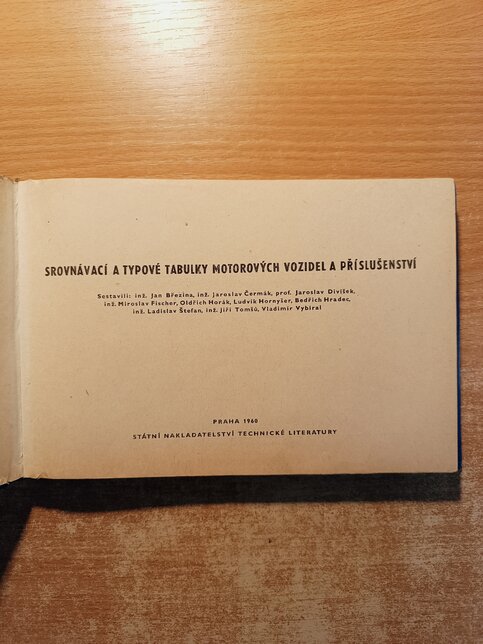 SROVNÁVACÍ A TYPOVÉ TABULKY MOTOROVÝCH VOZIDEL A PŘÍSLUŠENSTVÍ
Sestavili: inž. Jan Březina, inž. Jaroslav Čermák, prof. Jaroslav Divíšek,
inž. Miroslav Fischer, Oldřich Horák, Ludvík Hornyšer, Bedřich Hradec,
inž. Ladislav Štefan, inž. Jiří Tomšů, Vladimír Vybíral
PRAHA 1960
STÁTNÍ NAKLADATELSTVÍ TECHNICKÉ LITERATURY